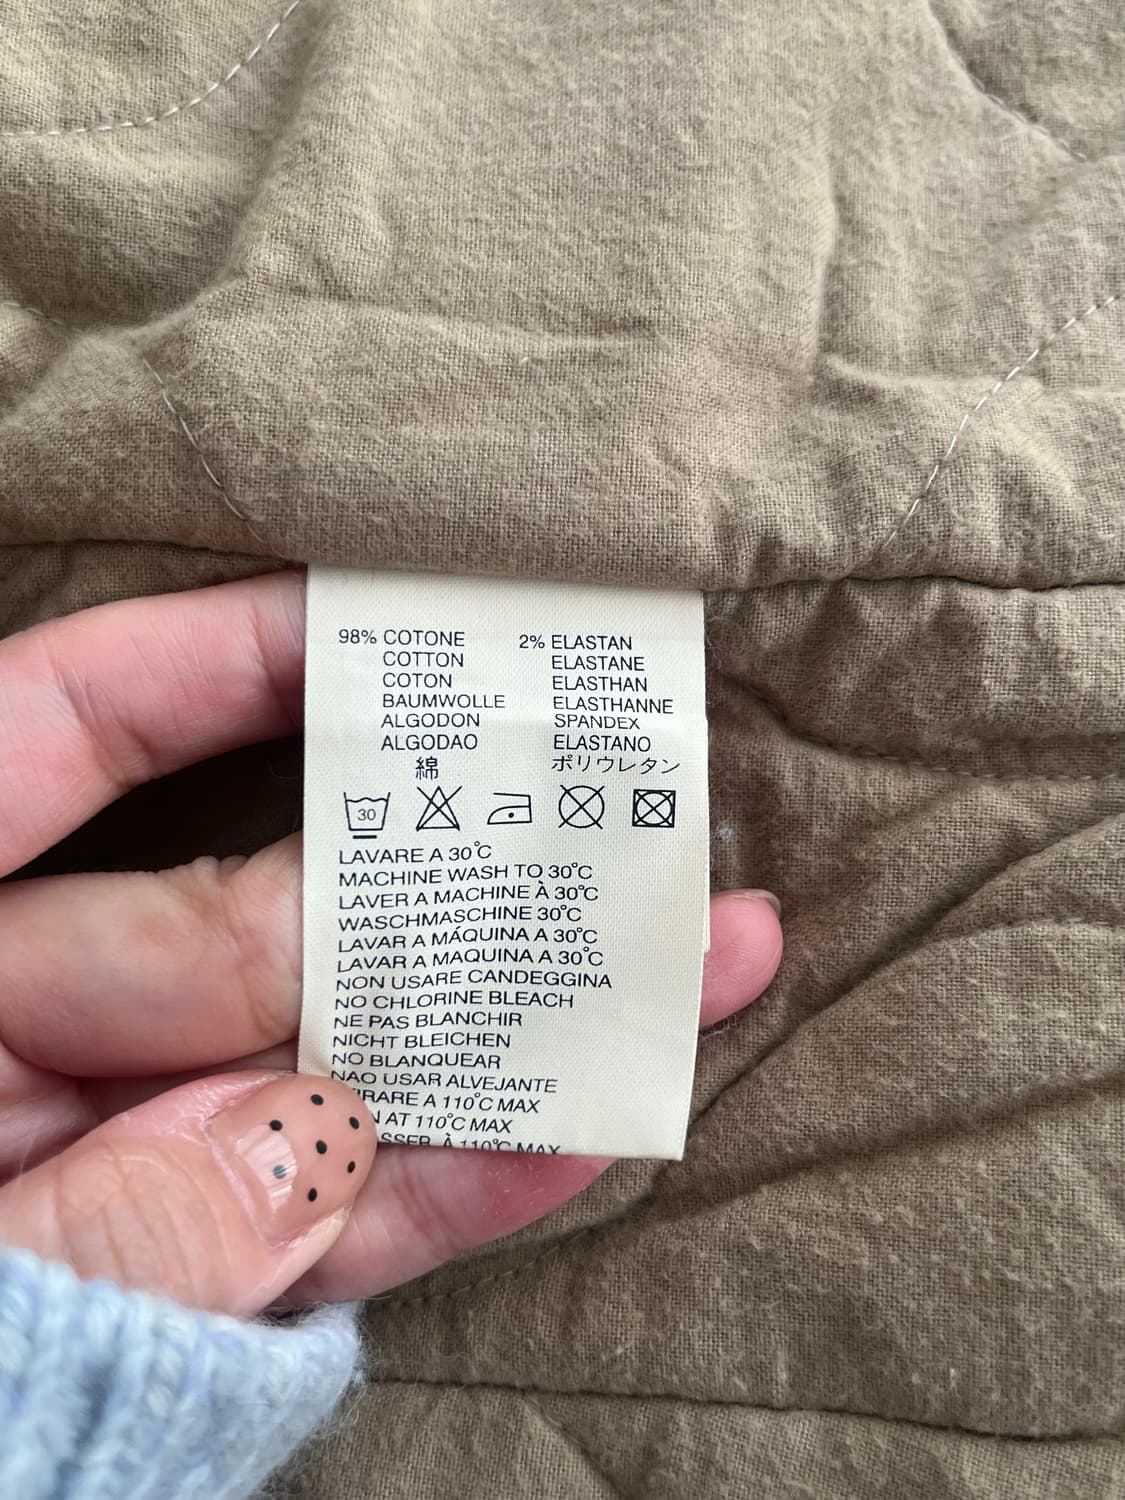 98% COTONE 2% ELASTAN
COTTON ELASTANE
COTON ELASTHAN
BAUMWOLLE ELASTHANNE
ALGODON SPANDEX
ALGODAO ELASTANO
綿 ポリウレタン
30
LAVARE A 30°C
MACHINE WASH TO 30°C
LAVER A MACHINE À 30°C
WASCHMASCHINE 30°C
LAVAR A MÁQUINA A 30°C
LAVAR A MAQUINA A 30°C
NON USARE CANDEGGINA
NO CHLORINE BLEACH
NE PAS BLANCHIR
NICHT BLEICHEN
NO BLANQUEAR
NAO USAR ALVEJANTE
A 110°C MAX
AT 110°C MAX
À 110°C MAX